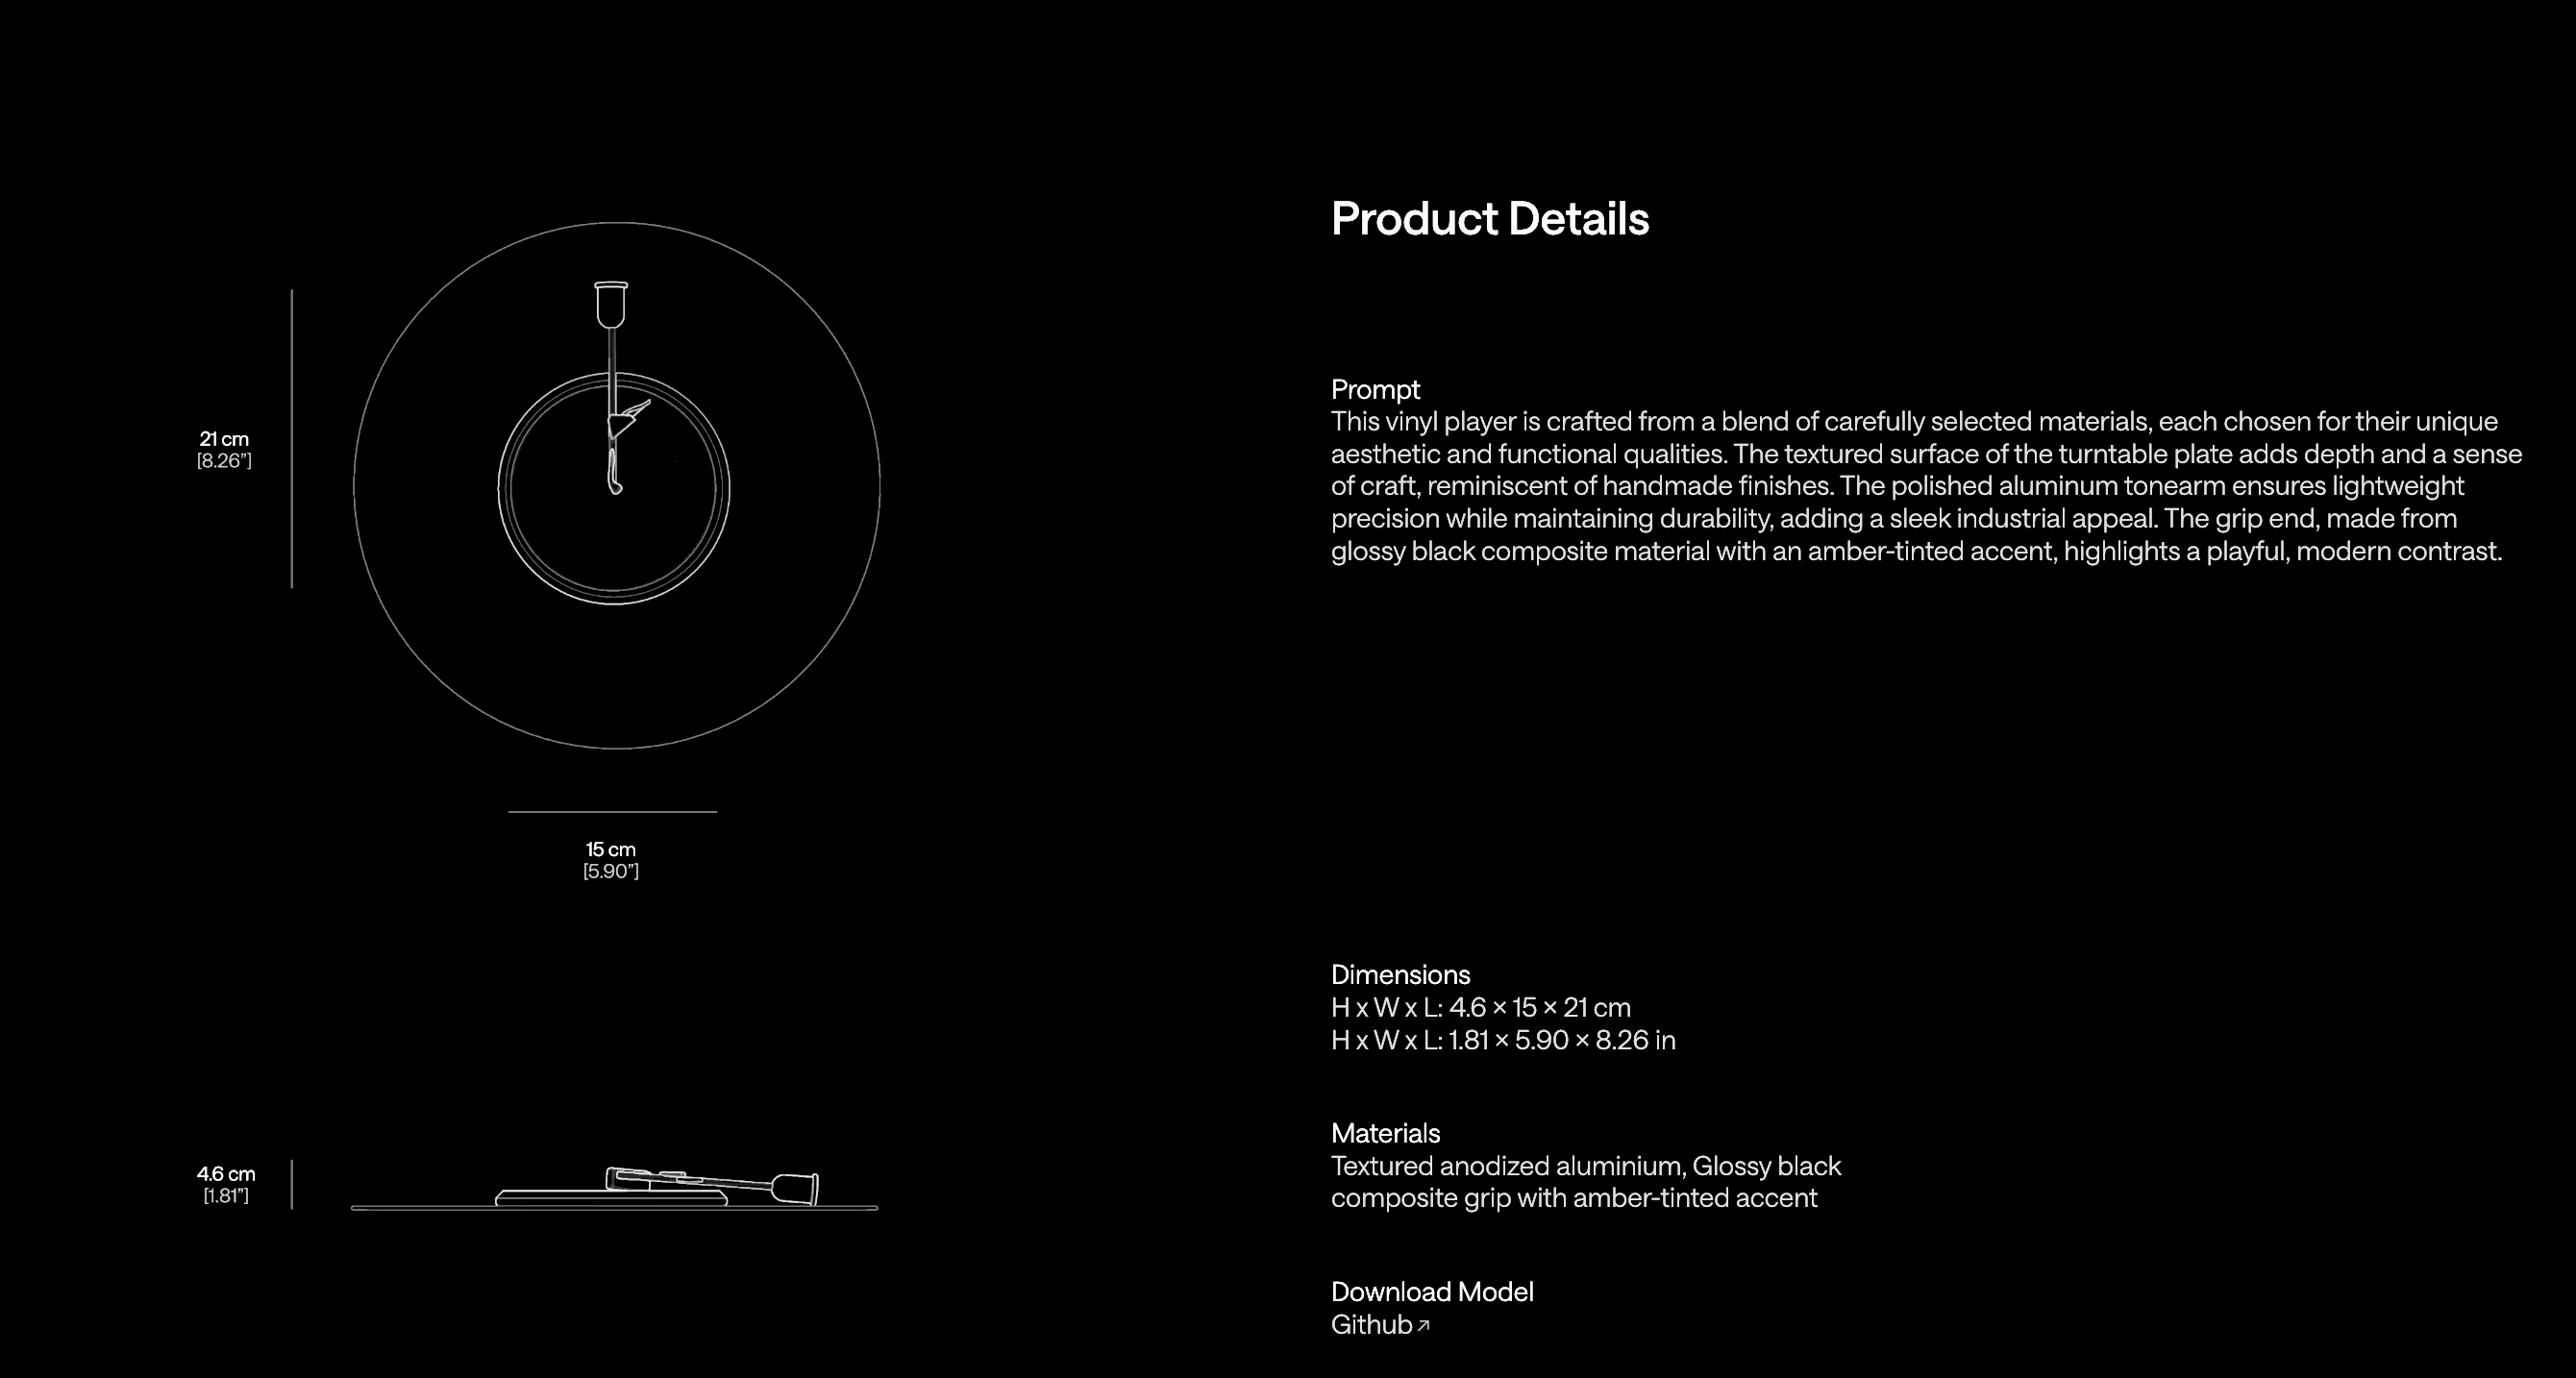 Product Details
Prompt
This vinyl player is crafted from a blend of carefully selected materials, each chosen for their unique
aesthetic and functional qualities. The textured surface of the turntable plate adds depth and a sense
of craft, reminiscent of handmade finishes. The polished aluminum tonearm ensures lightweight
precision while maintaining durability, adding a sleek industrial appeal. The grip end, made from
glossy black composite material with an amber-tinted accent, highlights a playful, modern contrast.
21 cm
[8.26”]
15 cm
[5.90”]
Dimensions
H x W x L: 4.6 × 15 × 21 cm
H x W x L: 1.81 × 5.90 × 8.26 in
4.6 cm
[1.81”]
Materials
Textured anodized aluminium, Glossy black
composite grip with amber-tinted accent
Download Model
Github↗